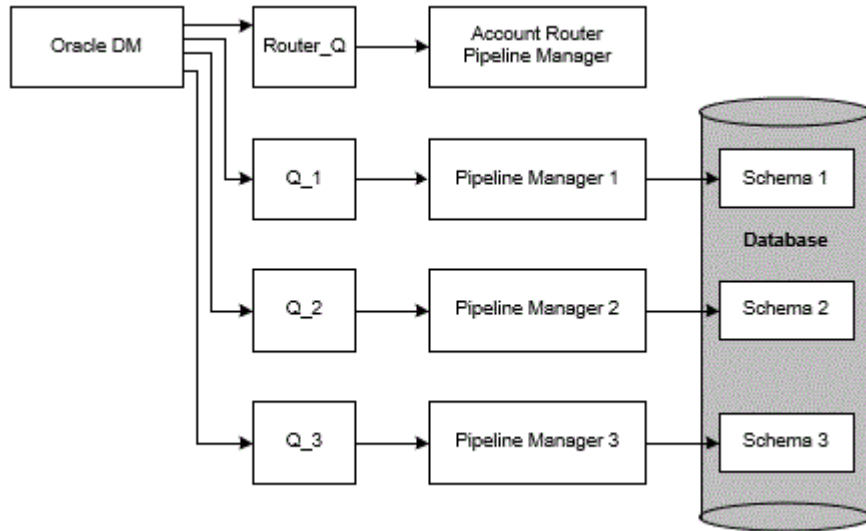 Oracle DM
Router_Q
Account Router
Pipeline Manager
Q_1
Pipeline Manager 1
Schema 1
Database
Q_2
Pipeline Manager 2
Schema 2
Q_3
Pipeline Manager 3
Schema 3